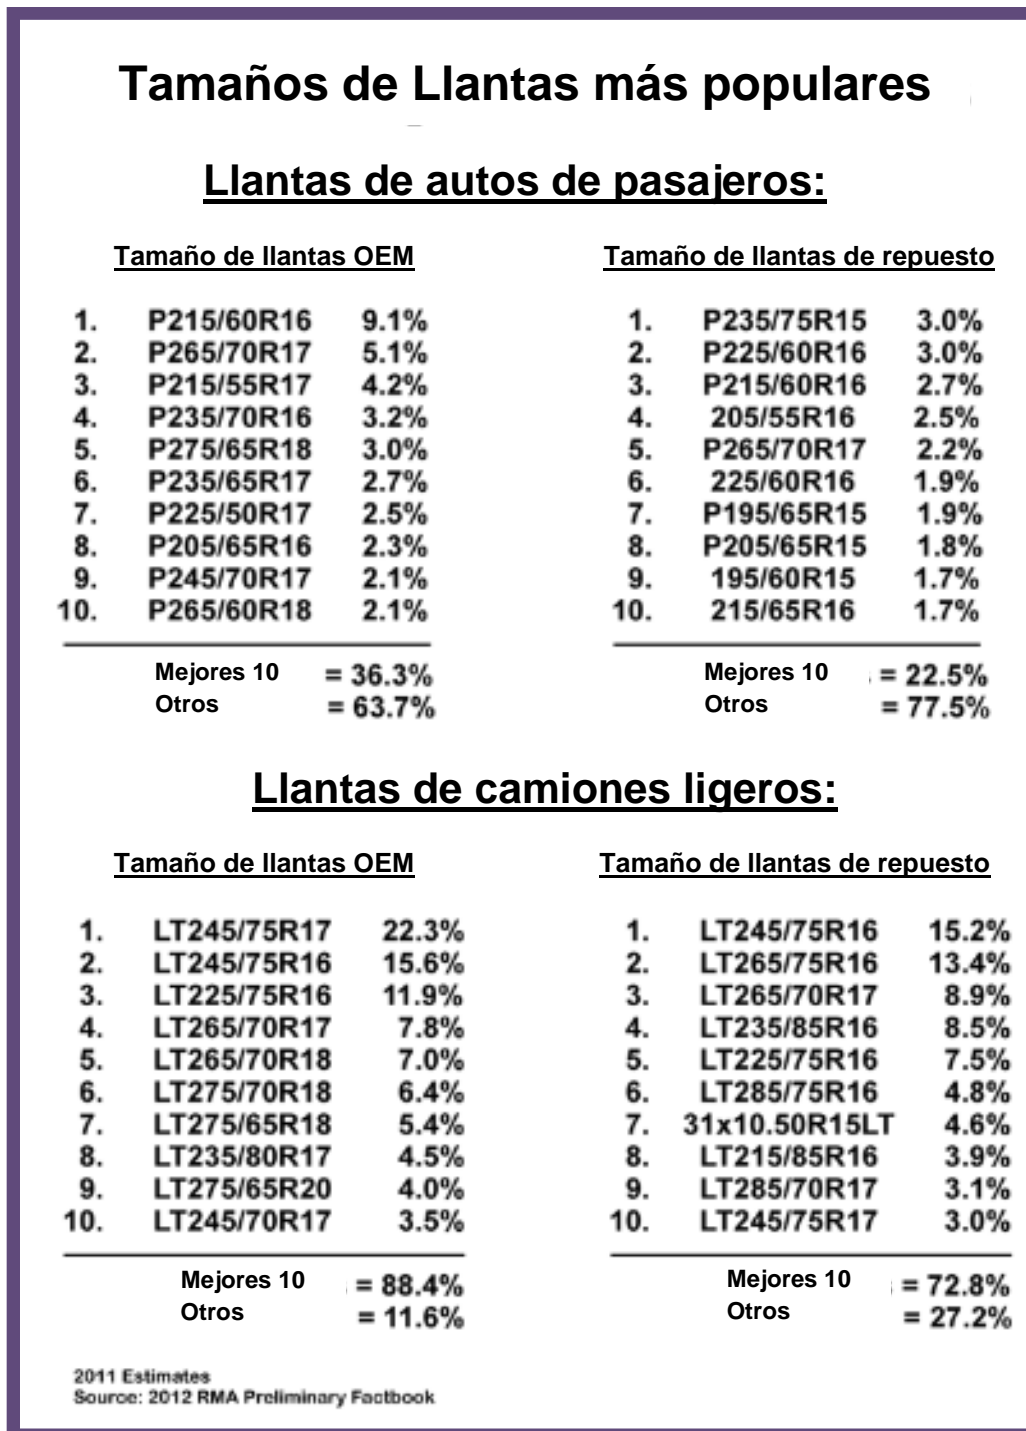 Tamaños de Llantas más populares
Llantas de autos de pasajeros:
Tamaño de llantas OEM
1. P215/60R16 9.1%
2. P265/70R17 5.1%
3. P215/55R17 4.2%
4. P235/70R16 3.2%
5. P275/65R18 3.0%
6. P235/65R17 2.7%
7. P225/50R17 2.5%
8. P205/65R16 2.3%
9. P245/70R17 2.1%
10. P265/60R18 2.1%
Mejores 10 = 36.3%
Otros = 63.7%
Tamaño de llantas de repuesto
1. P235/75R15 3.0%
2. P225/60R16 3.0%
3. P215/60R16 2.7%
4. 205/55R16 2.5%
5. P265/70R17 2.2%
6. 225/60R16 1.9%
7. P195/65R15 1.9%
8. P205/65R15 1.8%
9. 195/60R15 1.7%
10. 215/65R16 1.7%
Mejores 10 = 22.5%
Otros = 77.5%
Llantas de camiones ligeros:
Tamaño de llantas OEM
1. LT245/75R17 22.3%
2. LT245/75R16 15.6%
3. LT225/75R16 11.9%
4. LT265/70R17 7.8%
5. LT265/70R18 7.0%
6. LT275/70R18 6.4%
7. LT275/65R18 5.4%
8. LT235/80R17 4.5%
9. LT275/65R20 4.0%
10. LT245/70R17 3.5%
Mejores 10 = 88.4%
Otros = 11.6%
Tamaño de llantas de repuesto
1. LT245/75R16 15.2%
2. LT265/75R16 13.4%
3. LT265/70R17 8.9%
4. LT235/85R16 8.5%
5. LT225/75R16 7.5%
6. LT285/75R16 4.8%
7. 31x10.50R15LT 4.6%
8. LT215/85R16 3.9%
9. LT285/70R17 3.1%
10. LT245/75R17 3.0%
Mejores 10 = 72.8%
Otros = 27.2%
2011 Estimates
Source: 2012 RMA Preliminary Factbook